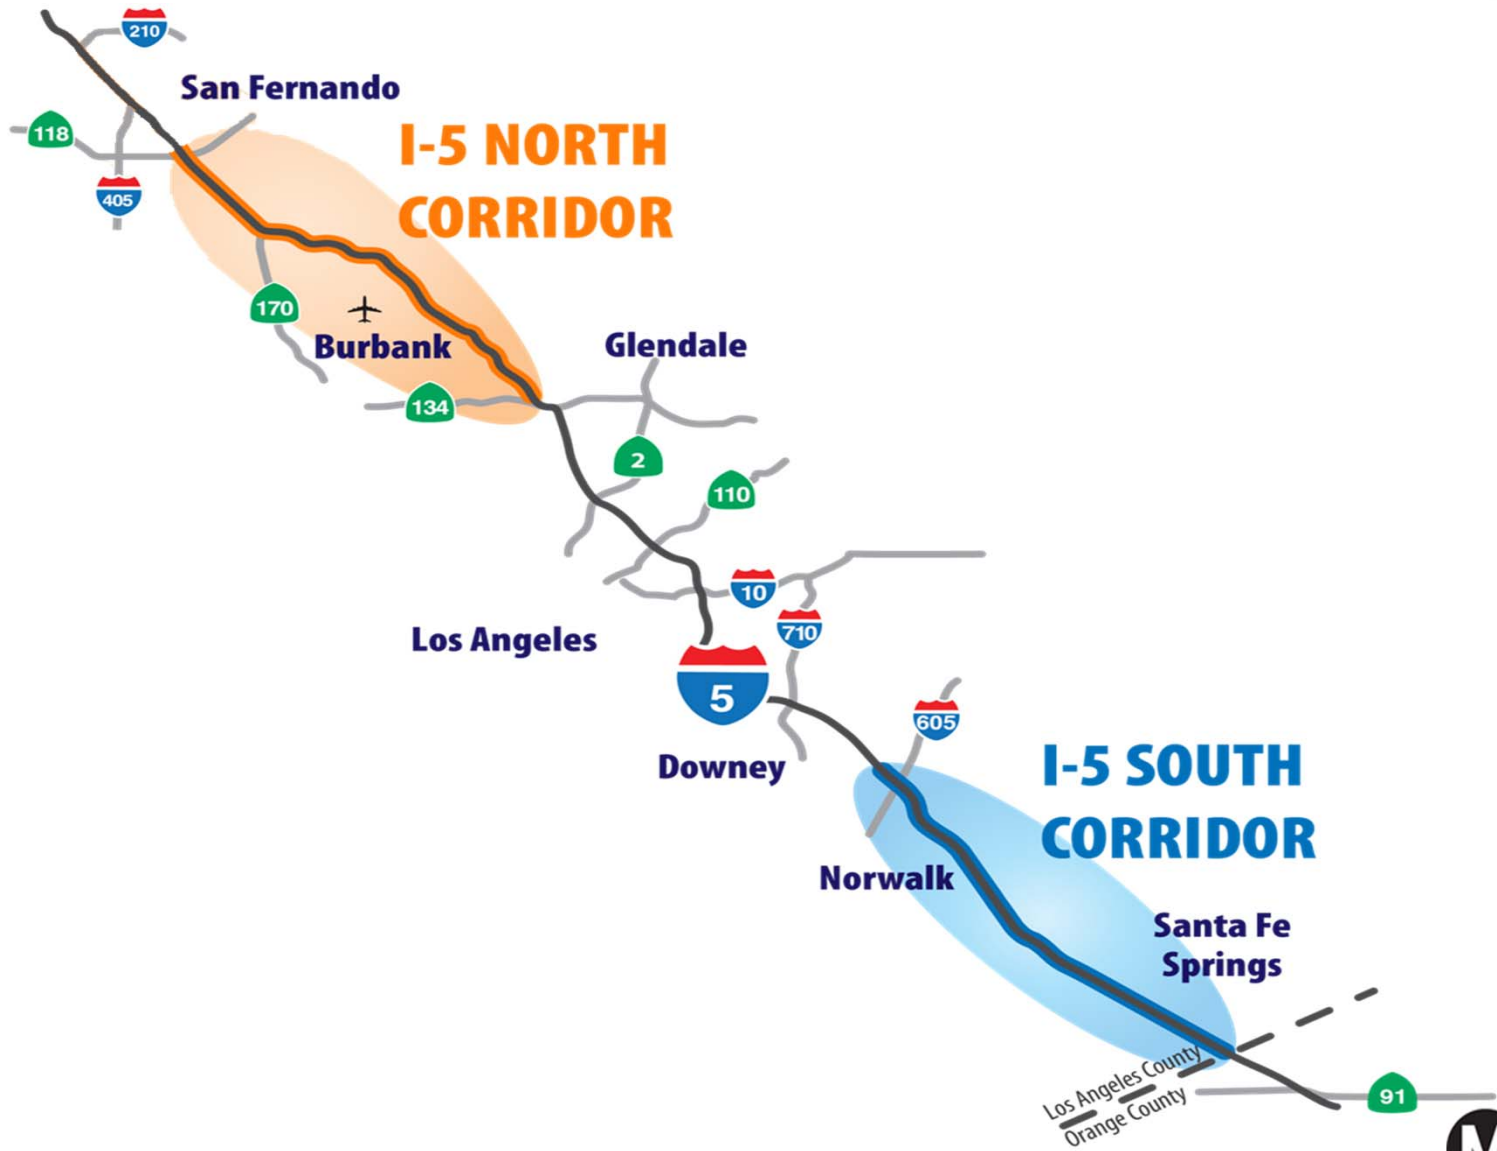 210
San Fernando
118
I-5 NORTH
CORRIDOR
405
170
Burbank
Glendale
134
2
110
10
710
Los Angeles
5
605
Downey
I-5 SOUTH
CORRIDOR
Norwalk
Santa Fe
Springs
Los Angeles County
Orange County
91
M